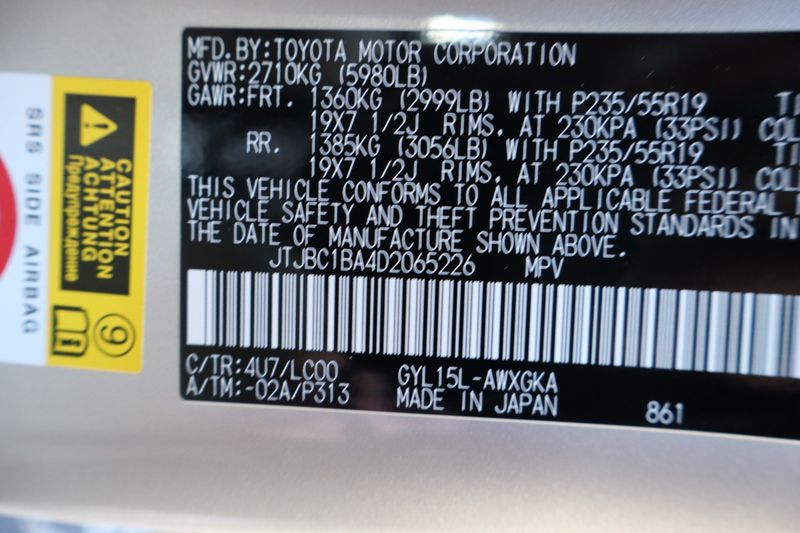 MFD.BY:TOYOTA MOTOR CORPORATION
GVWR:2710KG (5980LB)
GAWR:FRT. 1360KG (2999LB) WITH P235/55R19
19X7 1/2J RIMS, AT 230KPA (33PSI)
RR. 1385KG (3056LB) WITH P235/55R19
19X7 1/2J RIMS, AT 230KPA (33PSI)
THIS VEHICLE CONFORMS TO ALL APPLICABLE FEDERAL
VEHICLE SAFETY AND THEFT PREVENTION STANDARDS IN
THE DATE OF MANUFACTURE SHOWN ABOVE.
JTJBC1BA4D2065226 MPV
C/TR:4U7/LC00 GYL15L-AWXGKA
A/TM:-02A/P313 MADE IN JAPAN 861
SRS SIDE AIRBAG
CAUTION
ATTENTION
ACHTUNG
Предупреждение
9